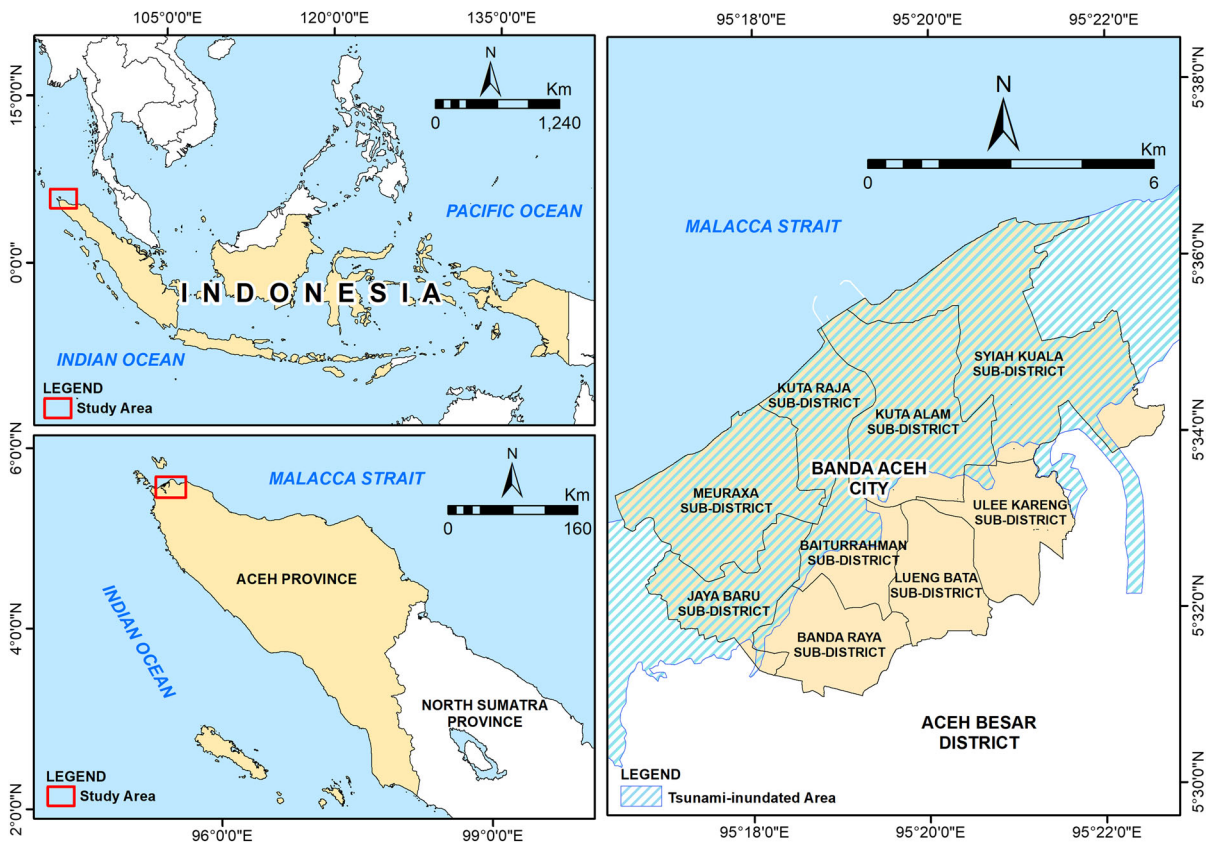 105°0'0"E
120°0'0"E
135°0'0"E
15°0'0"N
0°0'0"
N
Km
0
1,240
PACIFIC OCEAN
INDONESIA
INDIAN OCEAN
LEGEND
Study Area
6°0'0"N
4°0'0"N
2°0'0"N
MALACCA STRAIT
N
Km
0
160
ACEH PROVINCE
INDIAN OCEAN
NORTH SUMATRA
PROVINCE
LEGEND
Study Area
96°0'0"E
99°0'0"E
95°18'0"E
95°20'0"E
95°22'0"E
5°38'0"N
5°36'0"N
5°34'0"N
5°32'0"N
5°30'0"N
N
Km
0
6
MALACCA STRAIT
SYIAH KUALA
SUB-DISTRICT
KUTA RAJA
SUB-DISTRICT
KUTA ALAM
SUB-DISTRICT
BANDA ACEH
CITY
MEURAXA
SUB-DISTRICT
ULEE KARENG
SUB-DISTRICT
BAITURRAHMAN
SUB-DISTRICT
LUENG BATA
SUB-DISTRICT
JAYA BARU
SUB-DISTRICT
BANDA RAYA
SUB-DISTRICT
ACEH BESAR
DISTRICT
LEGEND
Tsunami-inundated Area
95°18'0"E
95°20'0"E
95°22'0"E